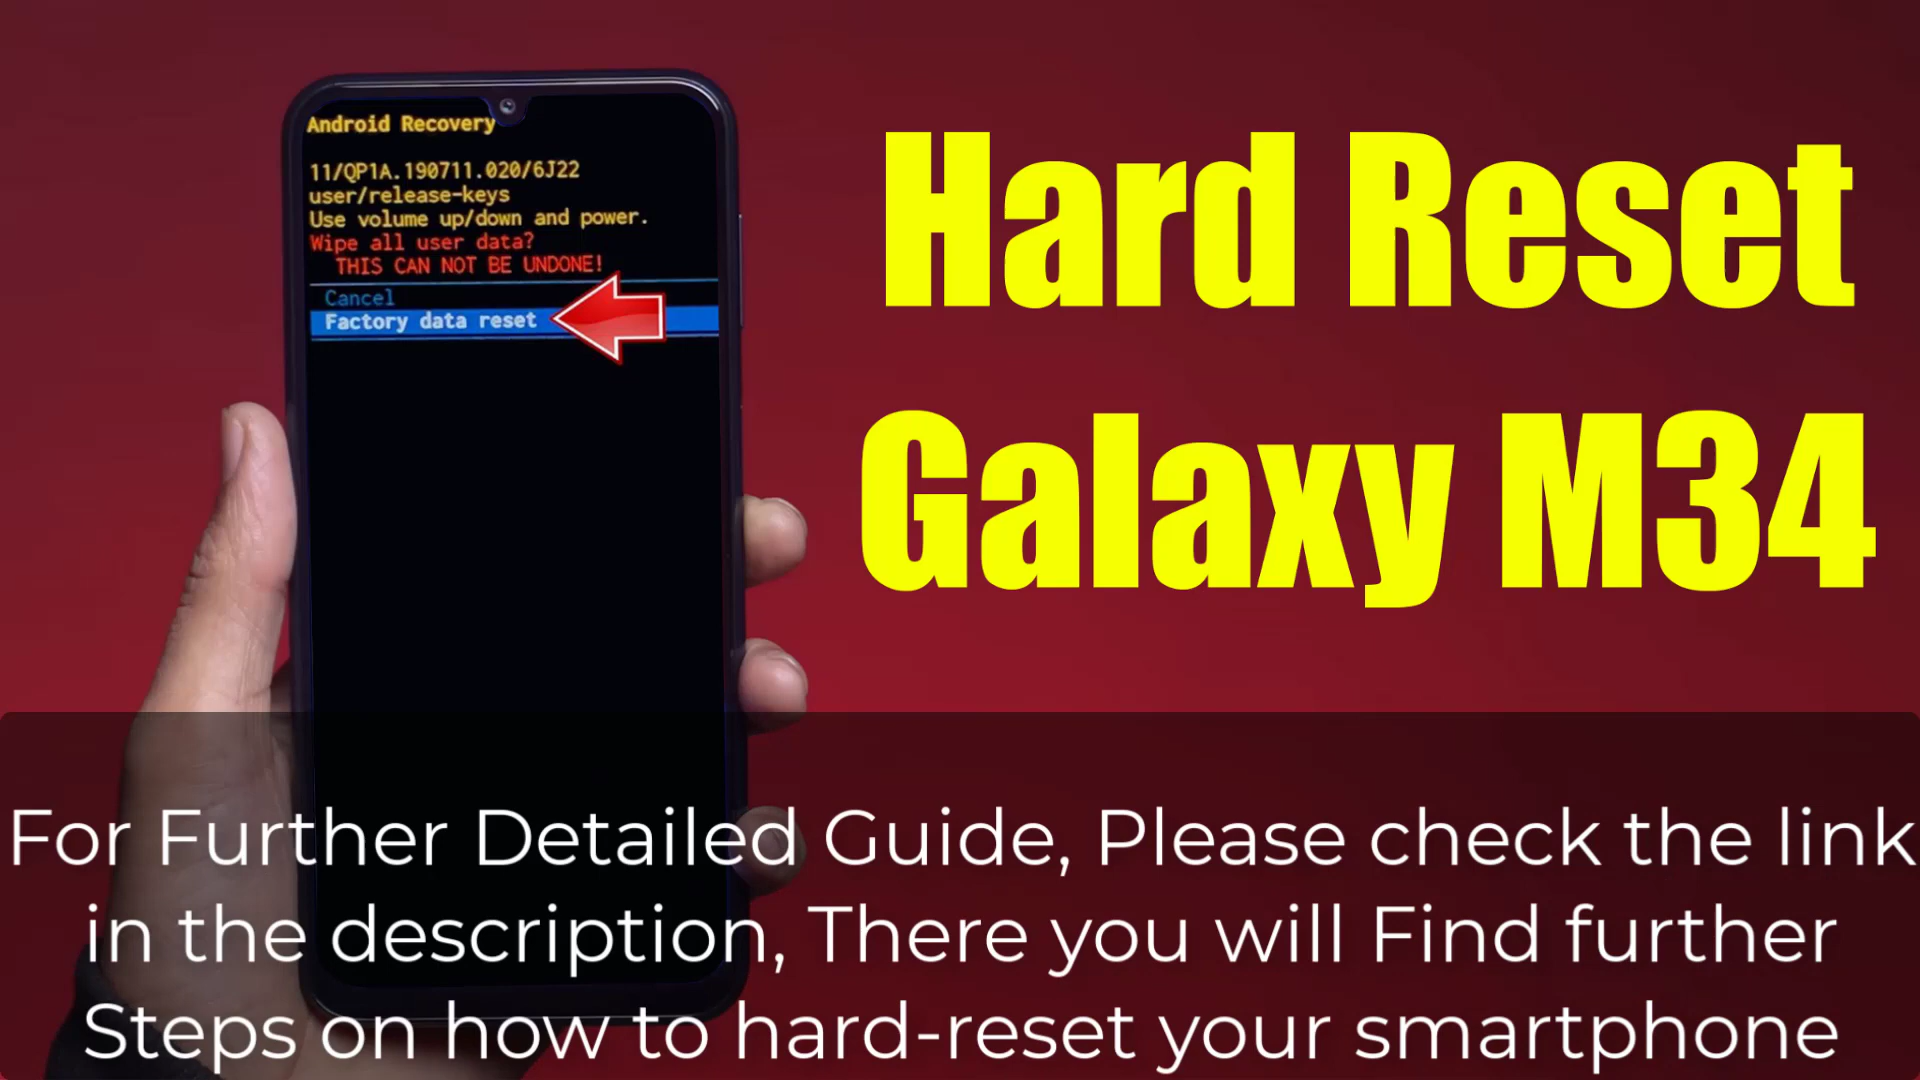 Android Recovery
11/QP1A.190711.020/6J22
user/release-keys
Use volume up/down and power.
Wipe all user data?
THIS CAN NOT BE UNDONE!
Cancel
Factory data reset
Hard Reset
Galaxy M34
For Further Detailed Guide, Please check the link
in the description, There you will Find further
Steps on how to hard-reset your smartphone